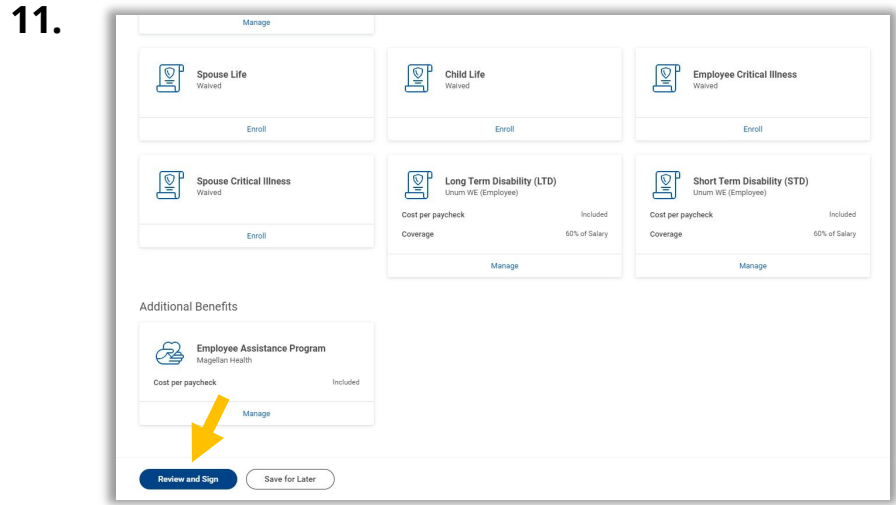 11.
Manage
Spouse Life
Waived
Enroll
Child Life
Waived
Enroll
Employee Critical Illness
Waived
Enroll
Spouse Critical Illness
Waived
Enroll
Long Term Disability (LTD)
Unum WE (Employee)
Cost per paycheck Included
Coverage 60% of Salary
Manage
Short Term Disability (STD)
Unum WE (Employee)
Cost per paycheck Included
Coverage 60% of Salary
Manage
Additional Benefits
Employee Assistance Program
Magellan Health
Cost per paycheck Included
Manage
Review and Sign
Save for Later